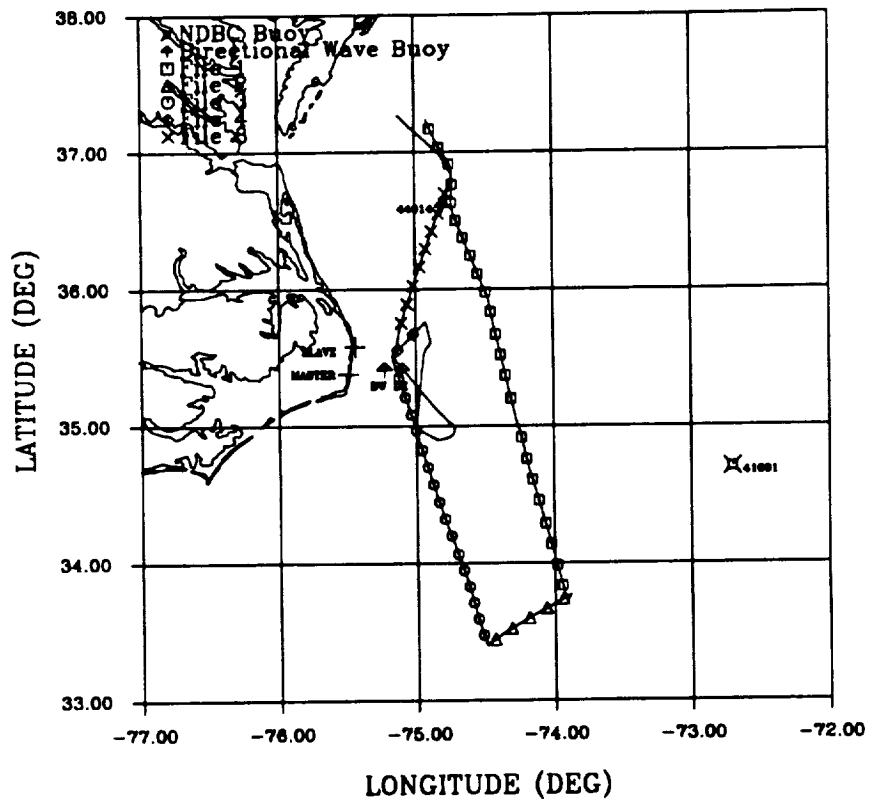 38.00
NDBC Buoy
Directional Wave Buoy
37.00
36.00
SLAVE
MASTER
35.00
41001
34.00
33.00
-77.00 -76.00 -75.00 -74.00 -73.00 -72.00
LATITUDE (DEG)
LONGITUDE (DEG)